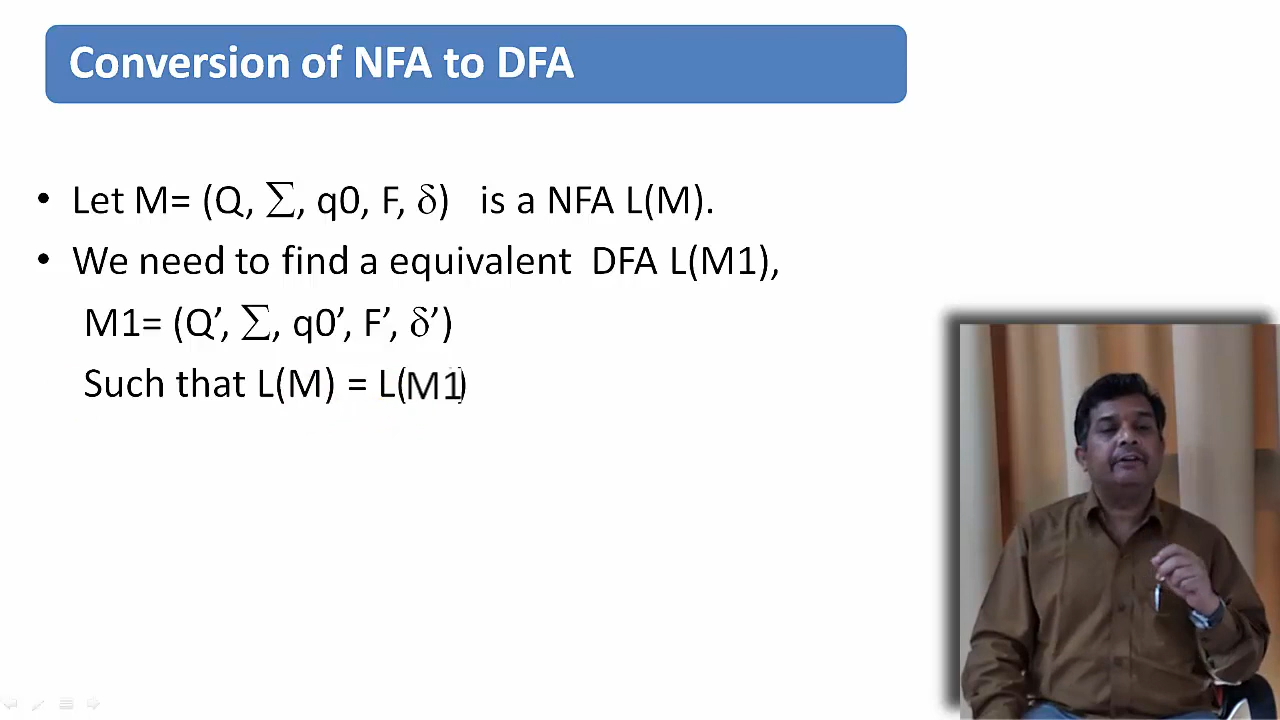 Conversion of NFA to DFA
• Let M= (Q, ∑, q0, F, δ) is a NFA L(M).
• We need to find a equivalent DFA L(M1),
M1= (Q’, ∑, q0’, F’, δ’)
Such that L(M) = L(M1)